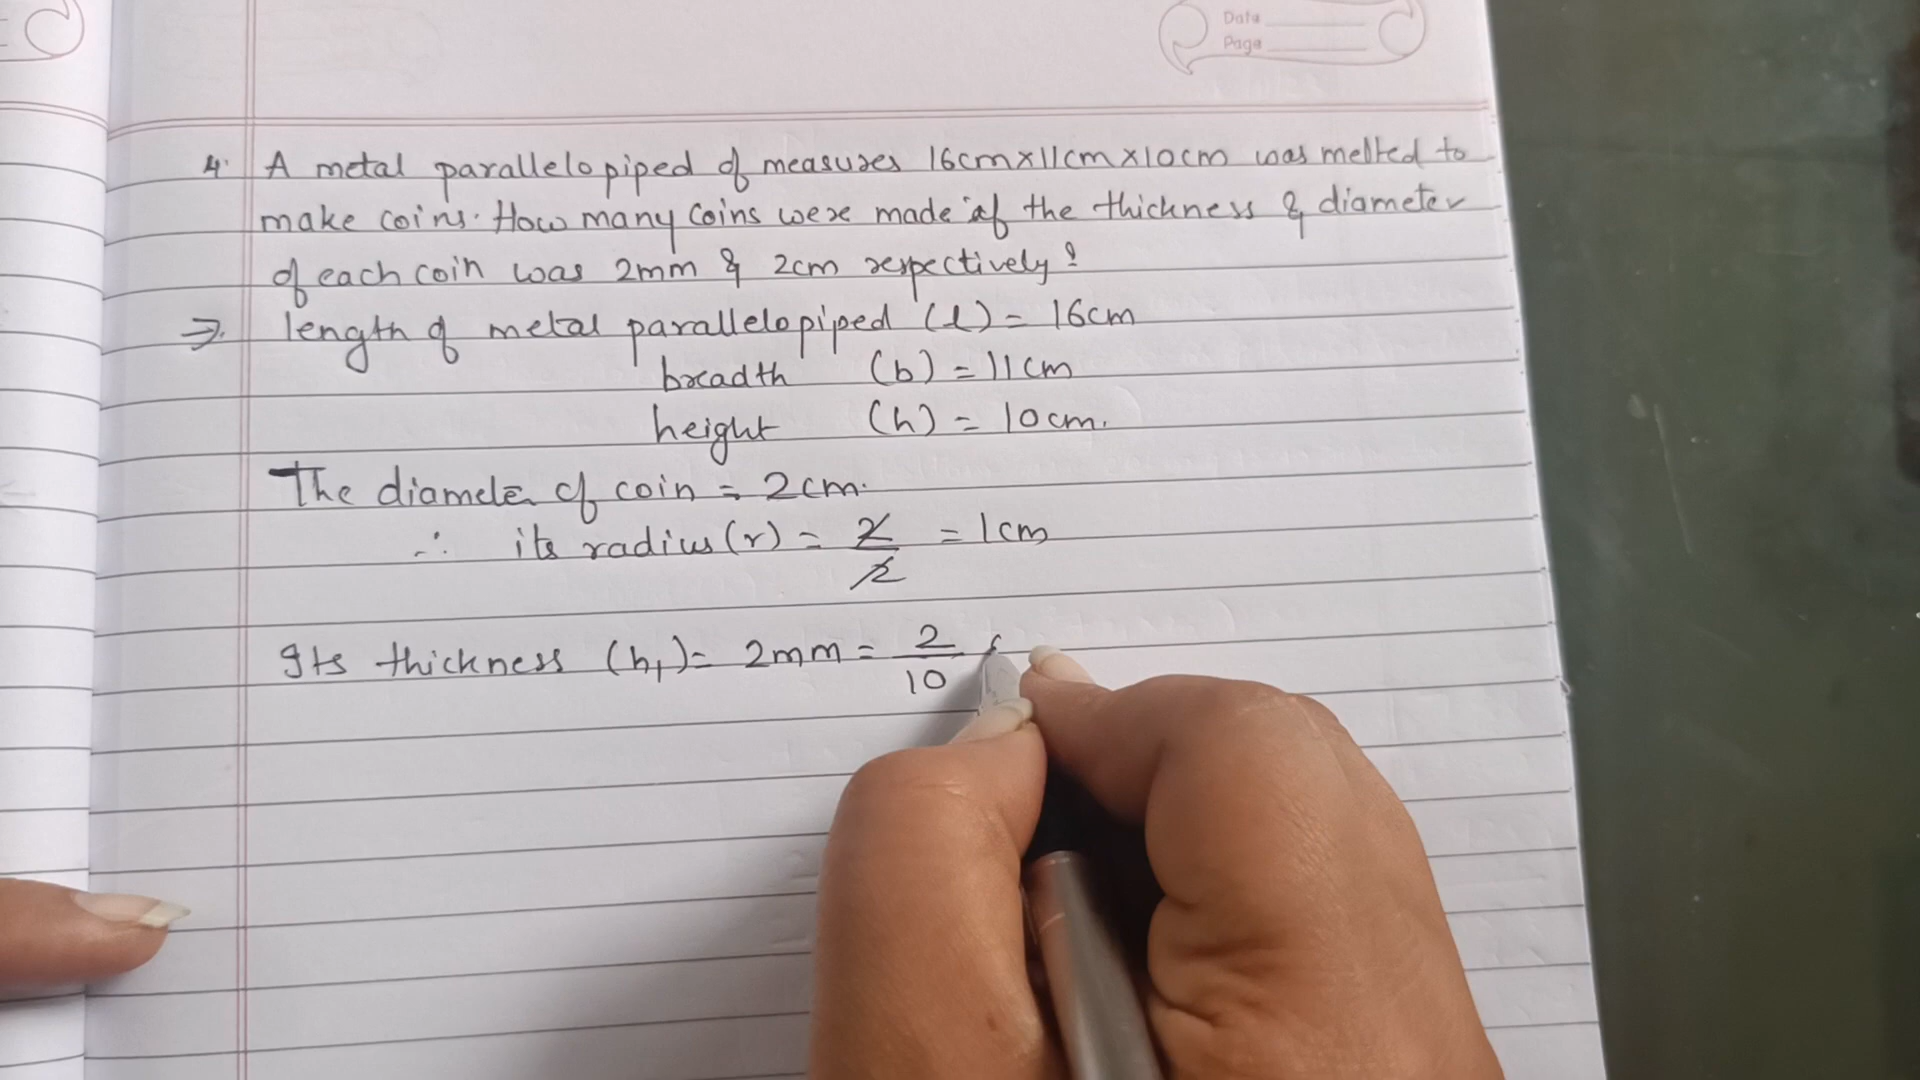 Date
Page
4. A metal parallelopiped of measures 16cm×11cm×10cm was melted to
make coins. How many coins were made if the thickness & diameter
of each coin was 2mm & 2cm respectively?
⇒. length of metal parallelopiped (l) = 16cm
breadth (b) = 11cm
height (h) = 10cm.
The diameter of coin = 2cm.
∴ its radius (r) = 2/2 = 1cm
Its thickness (h₁) = 2mm = 2/10